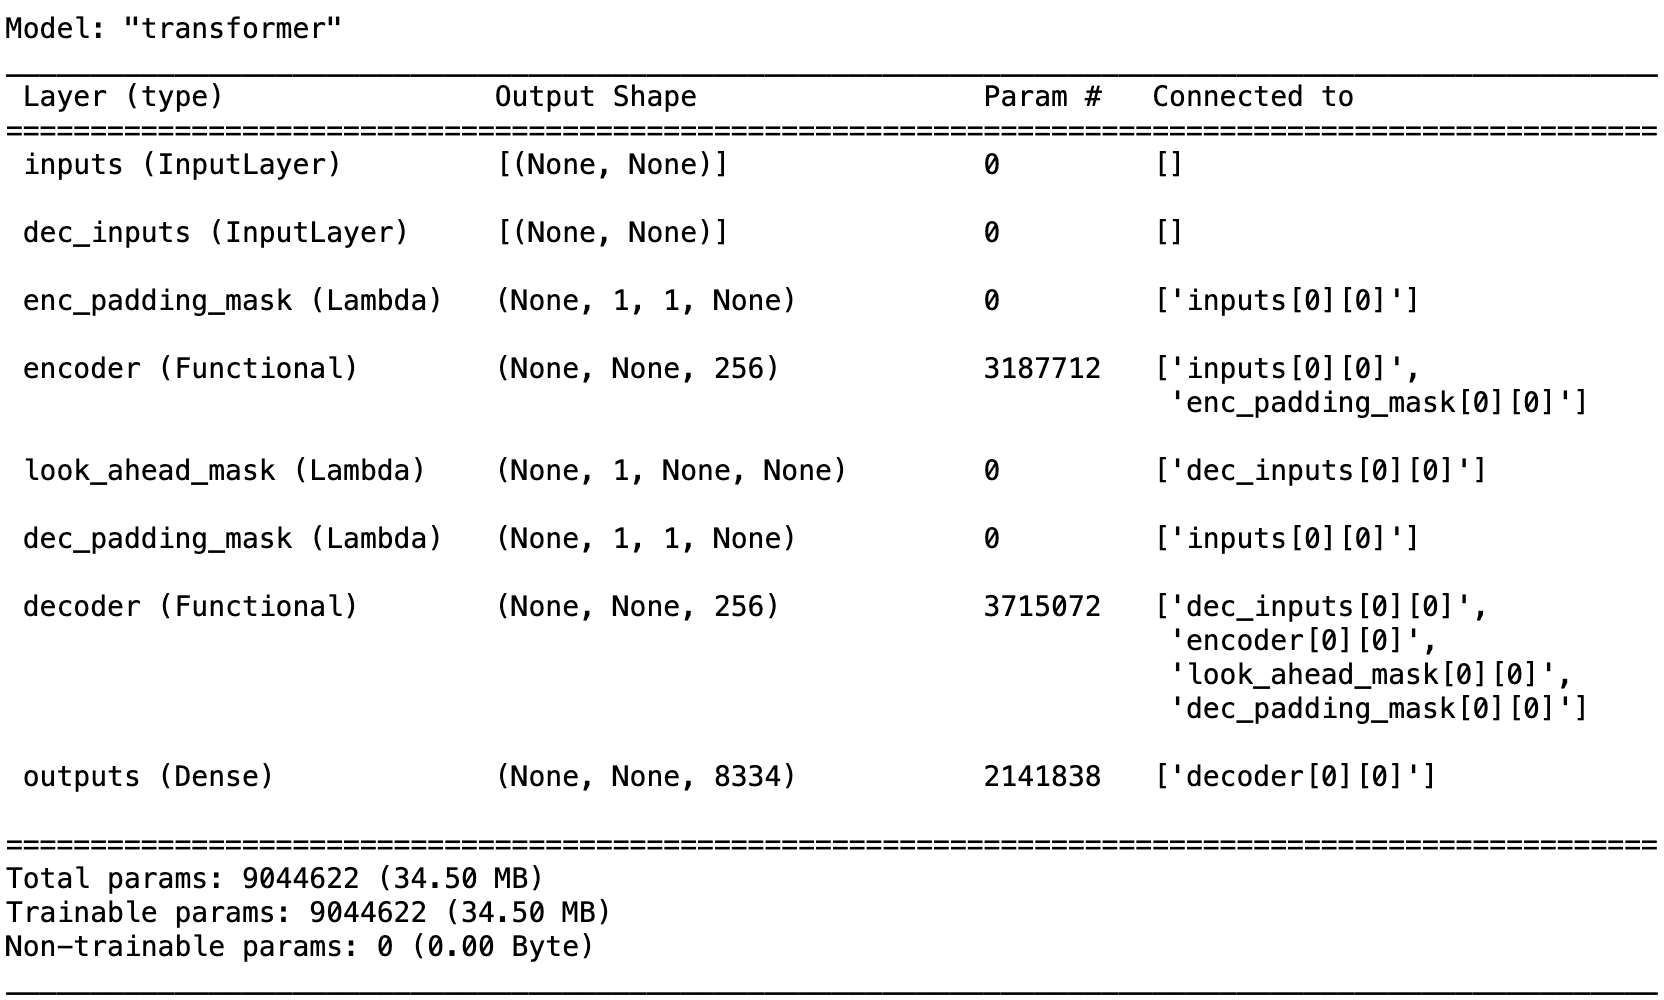 Model: "transformer"
Layer (type) Output Shape Param # Connected to
inputs (InputLayer) [(None, None)] 0 []
dec_inputs (InputLayer) [(None, None)] 0 []
enc_padding_mask (Lambda) (None, 1, 1, None) 0 ['inputs[0][0]']
encoder (Functional) (None, None, 256) 3187712 ['inputs[0][0]',
'enc_padding_mask[0][0]']
look_ahead_mask (Lambda) (None, 1, None, None) 0 ['dec_inputs[0][0]']
dec_padding_mask (Lambda) (None, 1, 1, None) 0 ['inputs[0][0]']
decoder (Functional) (None, None, 256) 3715072 ['dec_inputs[0][0]',
'encoder[0][0]',
'look_ahead_mask[0][0]',
'dec_padding_mask[0][0]']
outputs (Dense) (None, None, 8334) 2141838 ['decoder[0][0]']
Total params: 9044622 (34.50 MB)
Trainable params: 9044622 (34.50 MB)
Non-trainable params: 0 (0.00 Byte)